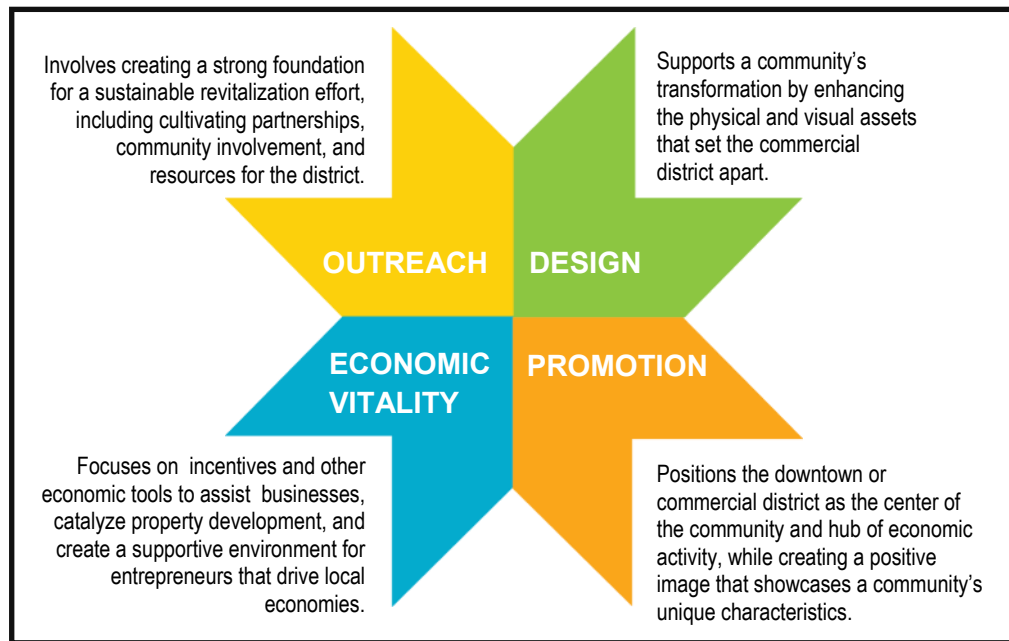 Involves creating a strong foundation
for a sustainable revitalization effort,
including cultivating partnerships,
community involvement, and
resources for the district.
Supports a community’s
transformation by enhancing
the physical and visual assets
that set the commercial
district apart.
OUTREACH
DESIGN
ECONOMIC
VITALITY
PROMOTION
Focuses on incentives and other
economic tools to assist businesses,
catalyze property development, and
create a supportive environment for
entrepreneurs that drive local
economies.
Positions the downtown or
commercial district as the center of
the community and hub of economic
activity, while creating a positive
image that showcases a community’s
unique characteristics.